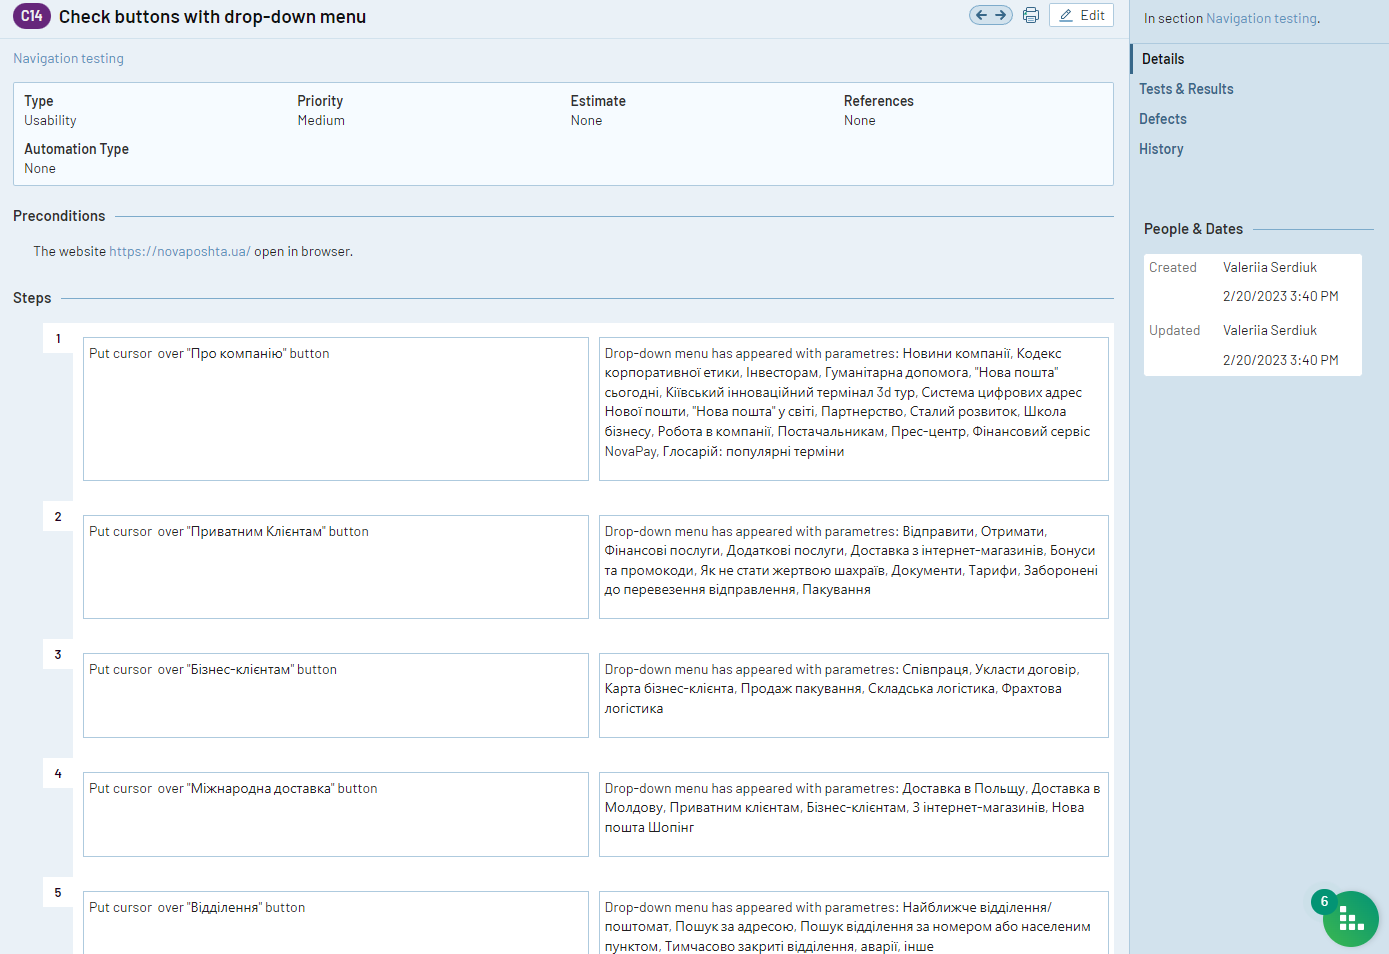 C14 Check buttons with drop-down menu
Edit
In section Navigation testing.
Navigation testing
Type
Usability
Priority
Medium
Estimate
None
References
None
Automation Type
None
Preconditions
The website https://novaposhta.ua/ open in browser.
Steps
1
Put cursor over "Про компанію" button
Drop-down menu has appeared with parametres: Новини компанії, Кодекс
корпоративної етики, Інвесторам, Гуманітарна допомога, "Нова пошта"
сьогодні, Київський інноваційний термінал 3d тур, Система цифрових адрес
Нової пошти, "Нова пошта" у світі, Партнерство, Сталий розвиток, Школа
бізнесу, Робота в компанії, Постачальникам, Прес-центр, Фінансовий сервіс
NovaPay, Глосарій: популярні терміни
2
Put cursor over "Приватним Клієнтам" button
Drop-down menu has appeared with parametres: Відправити, Отримати,
Фінансові послуги, Додаткові послуги, Доставка з інтернет-магазинів, Бонуси
та промокоди, Як не стати жертвою шахраїв, Документи, Тарифи, Заборонені
до перевезення відправлення, Пакування
3
Put cursor over "Бізнес-клієнтам" button
Drop-down menu has appeared with parametres: Співпраця, Укласти договір,
Карта бізнес-клієнта, Продаж пакування, Складська логістика, Фрахтова
логістика
4
Put cursor over "Міжнародна доставка" button
Drop-down menu has appeared with parametres: Доставка в Польщу, Доставка в
Молдову, Приватним клієнтам, Бізнес-клієнтам, З інтернет-магазинів, Нова
пошта Шопінг
5
Put cursor over "Відділення" button
Drop-down menu has appeared with parametres: Найближче відділення/
поштомат, Пошук за адресою, Пошук відділення за номером або населеним
пунктом, Тимчасово закриті відділення, аварії, інше
Details
Tests & Results
Defects
History
People & Dates
Created Valeriia Serdiuk
2/20/2023 3:40 PM
Updated Valeriia Serdiuk
2/20/2023 3:40 PM
6